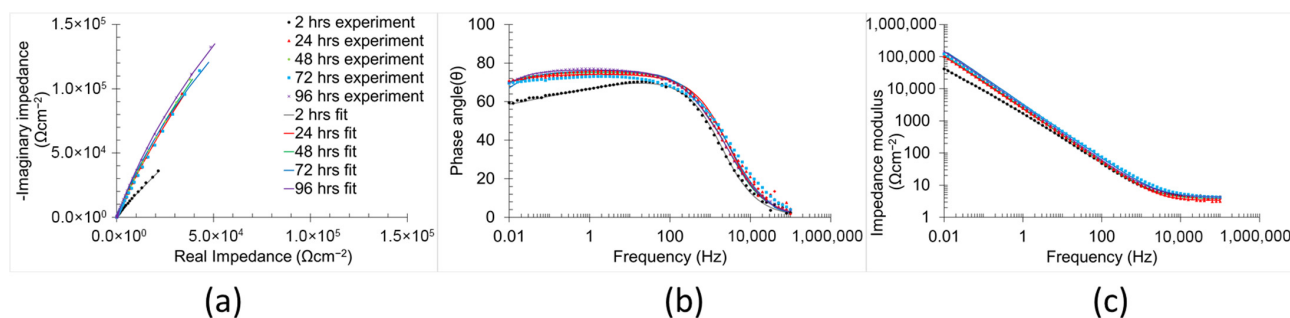 -Imaginary impedance
(Ωcm⁻²)
1.5×10⁵
1.0×10⁵
5.0×10⁴
0.0×10⁰
0.0×10⁰
5.0×10⁴
1.0×10⁵
1.5×10⁵
Real Impedance (Ωcm⁻²)
2 hrs experiment
24 hrs experiment
48 hrs experiment
72 hrs experiment
96 hrs experiment
2 hrs fit
24 hrs fit
48 hrs fit
72 hrs fit
96 hrs fit
(a)
Phase angle(θ)
100
80
60
40
20
0
0.01
1
100
10,000
1,000,000
Frequency (Hz)
(b)
Impedance modulus
(Ωcm⁻²)
1,000,000
100,000
10,000
1000
100
10
1
0.01
1
100
10,000
1,000,000
Frequency (Hz)
(c)